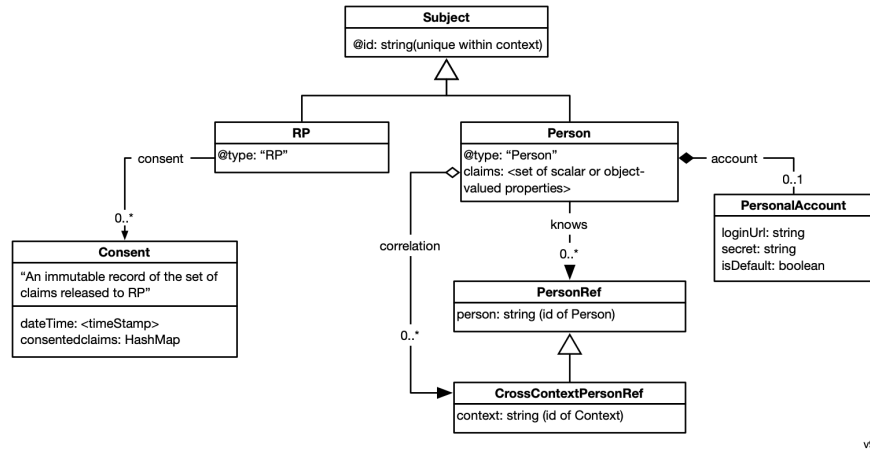 Subject
@id: string(unique within context)
RP
@type: “RP”
Person
@type: “Person”
claims: <set of scalar or object-
valued properties>
consent
account
0..1
PersonalAccount
loginUrl: string
secret: string
isDefault: boolean
0..*
knows
0..*
correlation
Consent
“An immutable record of the set of
claims released to RP”
dateTime: <timeStamp>
consentedclaims: HashMap
PersonRef
person: string (id of Person)
0..*
CrossContextPersonRef
context: string (id of Context)